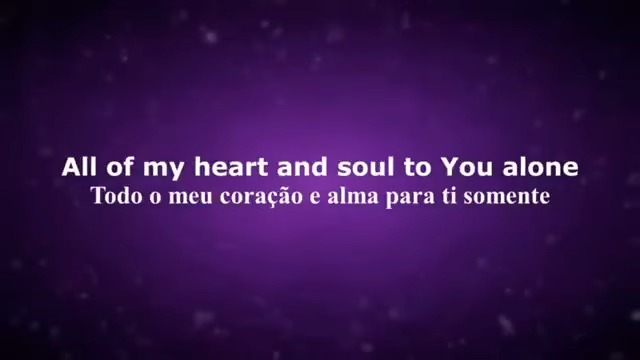 All of my heart and soul to You alone
Todo o meu coração e alma para ti somente